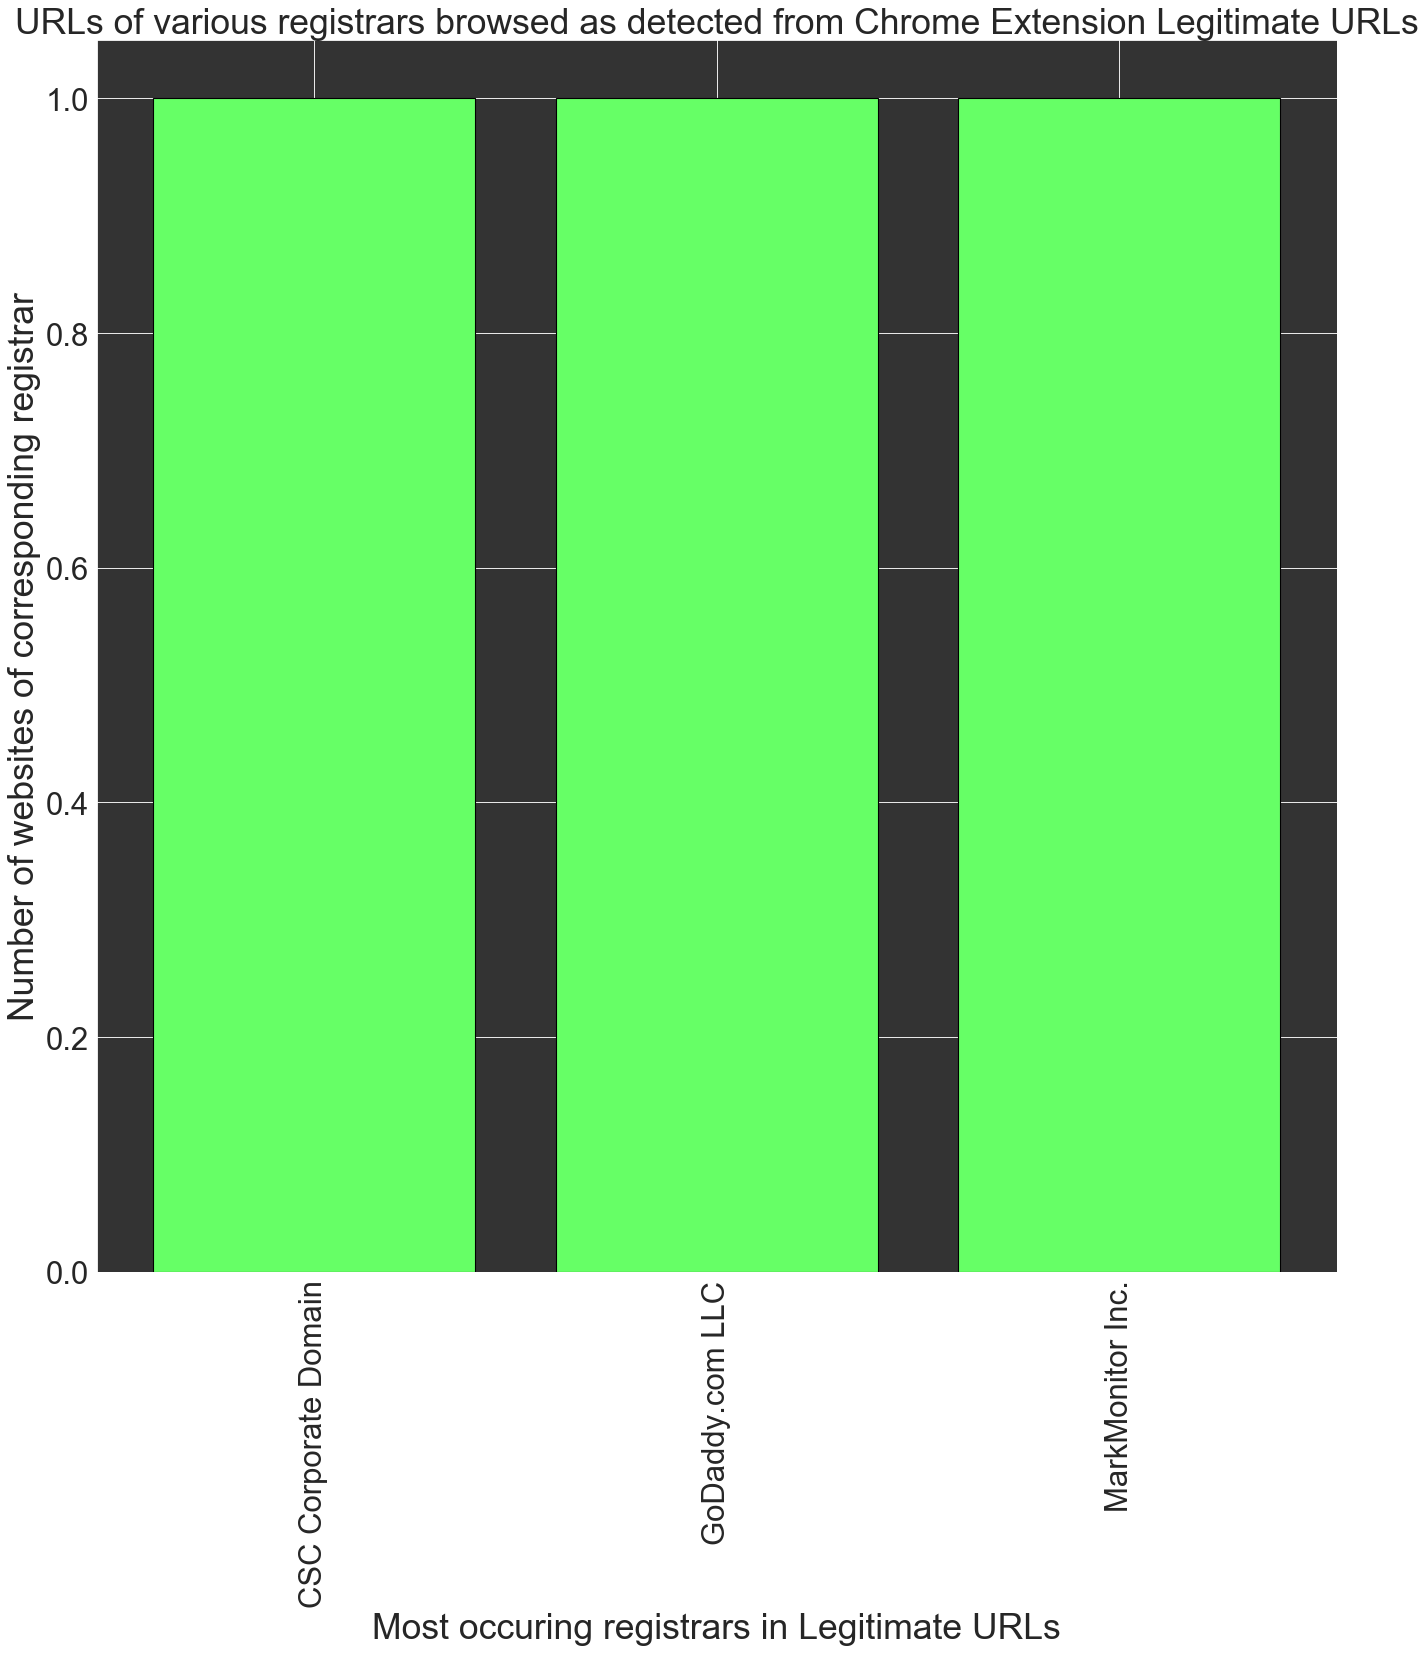 URLs of various registrars browsed as detected from Chrome Extension Legitimate URLs
Number of websites of corresponding registrar
1.0
0.8
0.6
0.4
0.2
0.0
CSC Corporate Domain
GoDaddy.com LLC
MarkMonitor Inc.
Most occuring registrars in Legitimate URLs